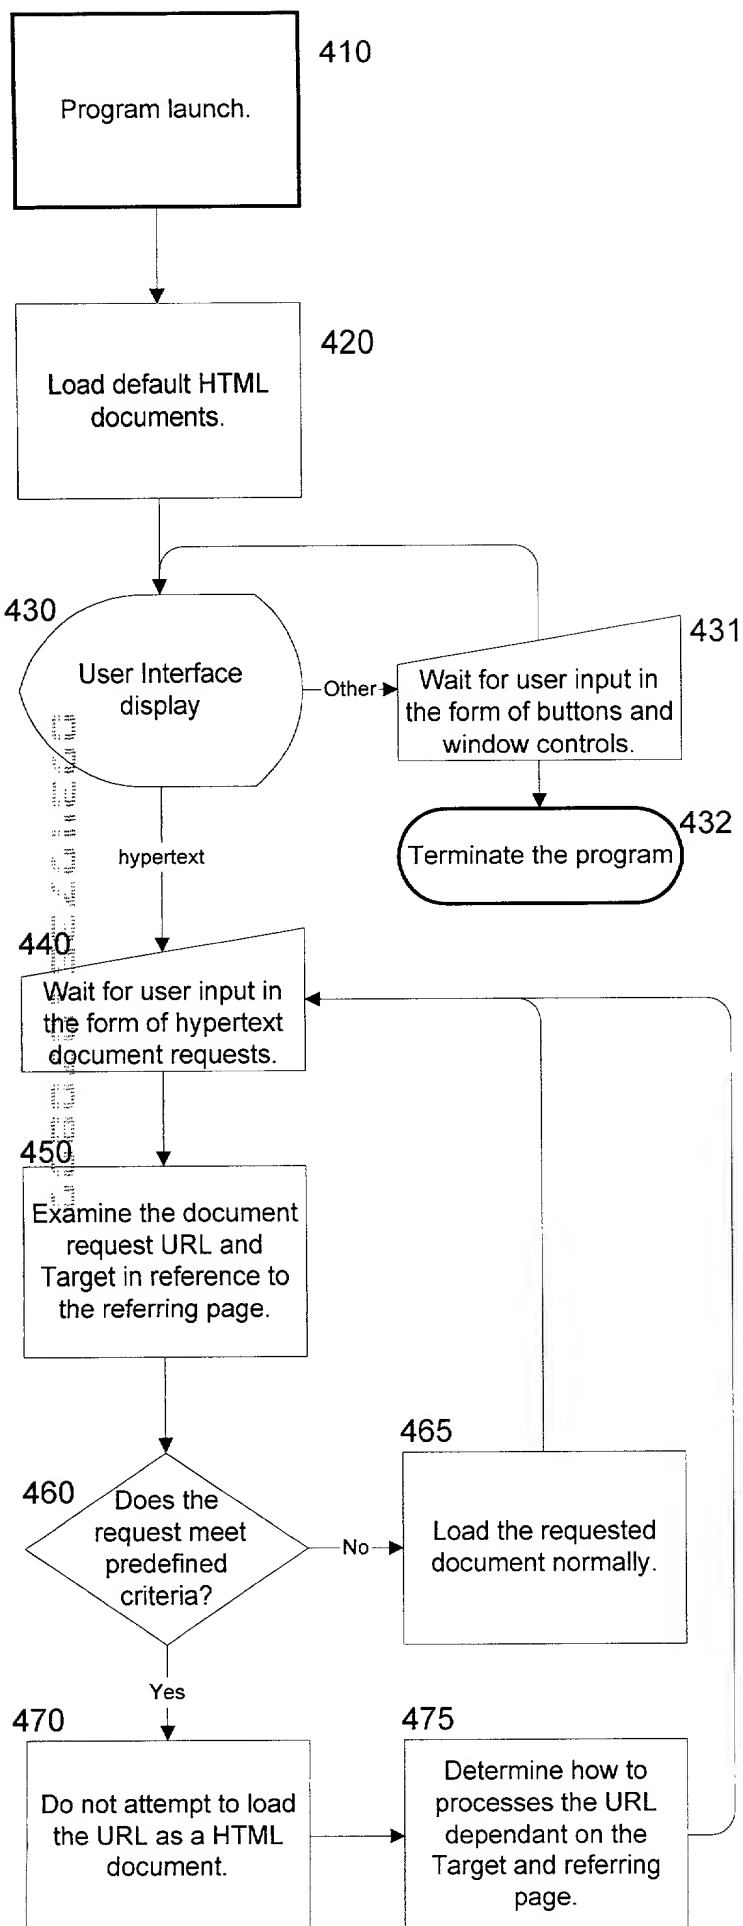 410
Program launch.
420
Load default HTML
documents.
430
User Interface
display
Other
431
Wait for user input in
the form of buttons and
window controls.
432
Terminate the program
hypertext
440
Wait for user input in
the form of hypertext
document requests.
450
Examine the document
request URL and
Target in reference to
the referring page.
460
Does the
request meet
predefined
criteria?
No
465
Load the requested
document normally.
Yes
470
Do not attempt to load
the URL as a HTML
document.
475
Determine how to
processes the URL
dependant on the
Target and referring
page.